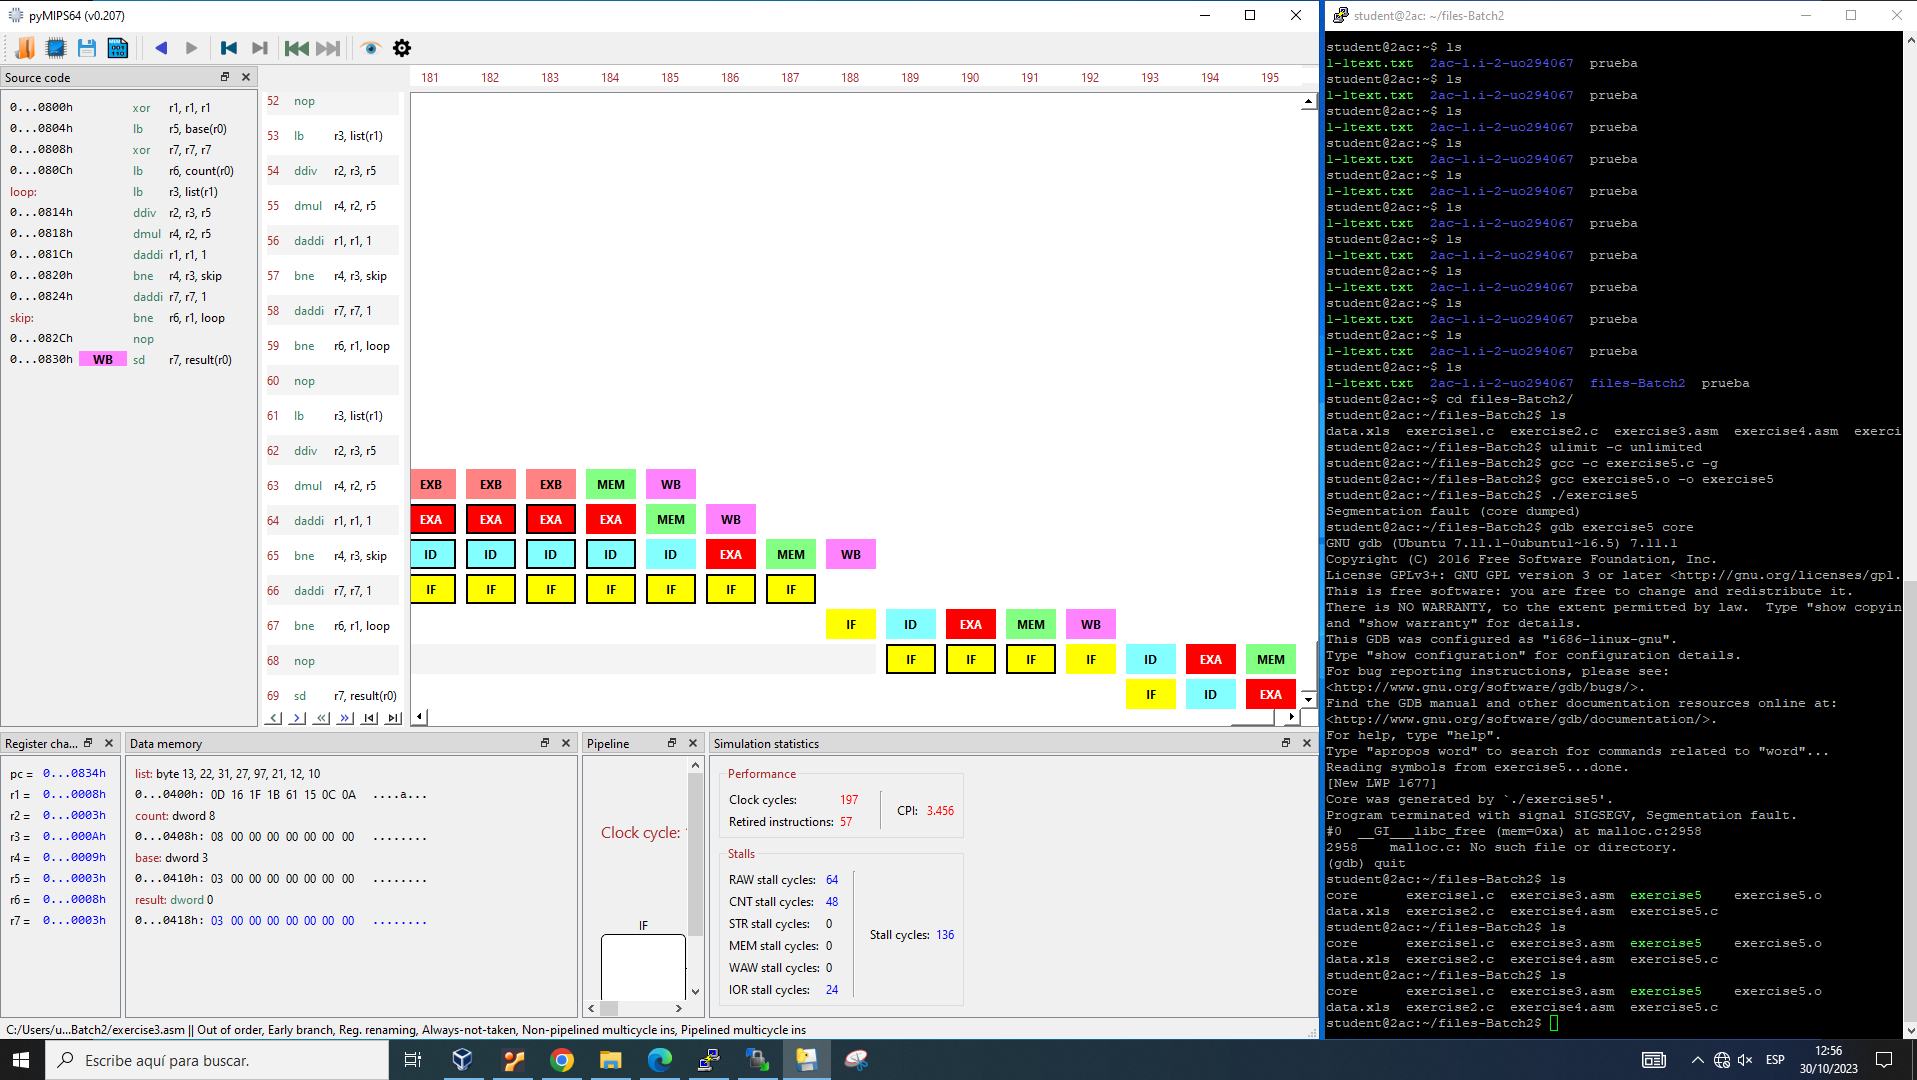 pyMIPS64 (v0.207)
Source code
0...0800h xor r1, r1, r1
0...0804h lb r5, base(r0)
0...0808h xor r7, r7, r7
0...080Ch lb r6, count(r0)
loop: lb r3, list(r1)
0...0814h ddiv r2, r3, r5
0...0818h dmul r4, r2, r5
0...081Ch daddi r1, r1, 1
0...0820h bne r4, r3, skip
0...0824h daddi r7, r7, 1
skip: bne r6, r1, loop
0...082Ch nop
0...0830h WB sd r7, result(r0)
181 182 183 184 185 186 187 188 189 190 191 192 193 194 195
52 nop
53 lb r3, list(r1)
54 ddiv r2, r3, r5
55 dmul r4, r2, r5
56 daddi r1, r1, 1
57 bne r4, r3, skip
58 daddi r7, r7, 1
59 bne r6, r1, loop
60 nop
61 lb r3, list(r1)
62 ddiv r2, r3, r5
63 dmul r4, r2, r5 EXB EXB EXB MEM WB
64 daddi r1, r1, 1 EXA EXA EXA EXA MEM WB
65 bne r4, r3, skip ID ID ID ID ID EXA MEM WB
66 daddi r7, r7, 1 IF IF IF IF IF IF IF
67 bne r6, r1, loop IF ID EXA MEM WB
68 nop IF IF IF IF ID EXA MEM
69 sd r7, result(r0) IF ID EXA
Register cha...
pc = 0...0834h
r1 = 0...0008h
r2 = 0...0003h
r3 = 0...000Ah
r4 = 0...0009h
r5 = 0...0003h
r6 = 0...0008h
r7 = 0...0003h
Data memory
list: byte 13, 22, 31, 27, 97, 21, 12, 10
0...0400h: 0D 16 1F 1B 61 15 0C 0A ....a...
count: dword 8
0...0408h: 08 00 00 00 00 00 00 00 ........
base: dword 3
0...0410h: 03 00 00 00 00 00 00 00 ........
result: dword 0
0...0418h: 03 00 00 00 00 00 00 00 ........
Pipeline
Clock cycle:
IF
Simulation statistics
Performance
Clock cycles: 197
Retired instructions: 57
CPI: 3.456
Stalls
RAW stall cycles: 64
CNT stall cycles: 48
STR stall cycles: 0
MEM stall cycles: 0
WAW stall cycles: 0
IOR stall cycles: 24
Stall cycles: 136
C:/Users/u...Batch2/exercise3.asm || Out of order, Early branch, Reg. renaming, Always-not-taken, Non-pipelined multicycle ins, Pipelined multicycle ins
student@2ac: ~/files-Batch2
student@2ac:~$ ls
l-1text.txt 2ac-l.i-2-uo294067 prueba
student@2ac:~$ ls
l-1text.txt 2ac-l.i-2-uo294067 prueba
student@2ac:~$ ls
l-1text.txt 2ac-l.i-2-uo294067 prueba
student@2ac:~$ ls
l-1text.txt 2ac-l.i-2-uo294067 prueba
student@2ac:~$ ls
l-1text.txt 2ac-l.i-2-uo294067 prueba
student@2ac:~$ ls
l-1text.txt 2ac-l.i-2-uo294067 prueba
student@2ac:~$ ls
l-1text.txt 2ac-l.i-2-uo294067 prueba
student@2ac:~$ ls
l-1text.txt 2ac-l.i-2-uo294067 prueba
student@2ac:~$ ls
l-1text.txt 2ac-l.i-2-uo294067 prueba
student@2ac:~$ ls
l-1text.txt 2ac-l.i-2-uo294067 prueba
student@2ac:~$ ls
l-1text.txt 2ac-l.i-2-uo294067 files-Batch2 prueba
student@2ac:~$ cd files-Batch2/
student@2ac:~/files-Batch2$ ls
data.xls exercise1.c exercise2.c exercise3.asm exercise4.asm exerci
student@2ac:~/files-Batch2$ ulimit -c unlimited
student@2ac:~/files-Batch2$ gcc -c exercise5.c -g
student@2ac:~/files-Batch2$ gcc exercise5.o -o exercise5
student@2ac:~/files-Batch2$ ./exercise5
Segmentation fault (core dumped)
student@2ac:~/files-Batch2$ gdb exercise5 core
GNU gdb (Ubuntu 7.11.1-0ubuntu1~16.5) 7.11.1
Copyright (C) 2016 Free Software Foundation, Inc.
License GPLv3+: GNU GPL version 3 or later <http://gnu.org/licenses/gpl.
This is free software: you are free to change and redistribute it.
There is NO WARRANTY, to the extent permitted by law.  Type "show copyin
and "show warranty" for details.
This GDB was configured as "i686-linux-gnu".
Type "show configuration" for configuration details.
For bug reporting instructions, please see:
<http://www.gnu.org/software/gdb/bugs/>.
Find the GDB manual and other documentation resources online at:
<http://www.gnu.org/software/gdb/documentation/>.
For help, type "help".
Type "apropos word" to search for commands related to "word"...
Reading symbols from exercise5...done.
[New LWP 1677]
Core was generated by `./exercise5'.
Program terminated with signal SIGSEGV, Segmentation fault.
#0  __GI___libc_free (mem=0xa) at malloc.c:2958
2958 malloc.c: No such file or directory.
(gdb) quit
student@2ac:~/files-Batch2$ ls
core exercise1.c exercise3.asm exercise5 exercise5.o
data.xls exercise2.c exercise4.asm exercise5.c
student@2ac:~/files-Batch2$ ls
core exercise1.c exercise3.asm exercise5 exercise5.o
data.xls exercise2.c exercise4.asm exercise5.c
student@2ac:~/files-Batch2$ ls
core exercise1.c exercise3.asm exercise5 exercise5.o
data.xls exercise2.c exercise4.asm exercise5.c
student@2ac:~/files-Batch2$
Escribe aquí para buscar.
ESP
12:56
30/10/2023